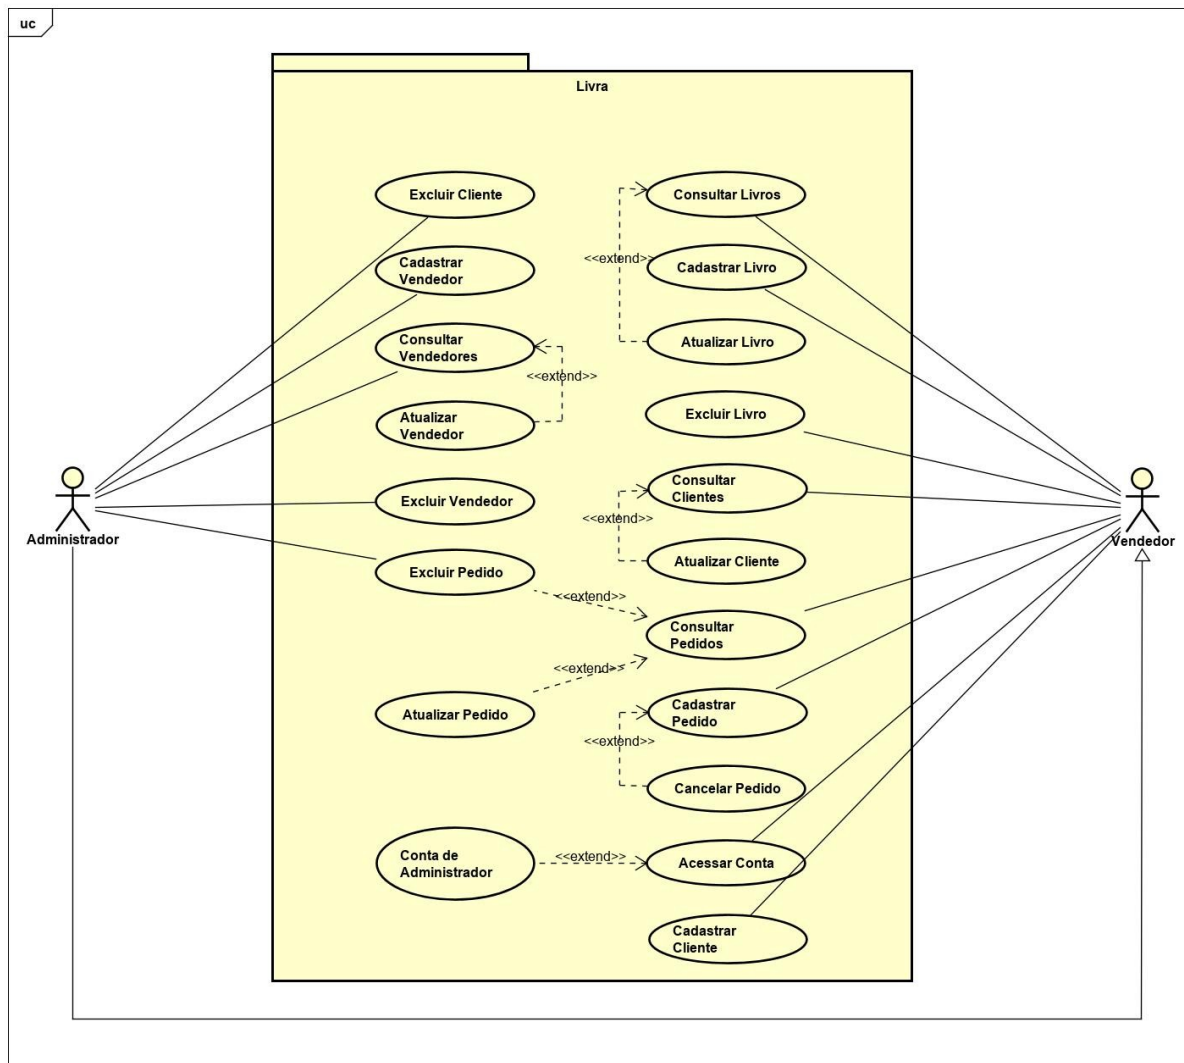 uc
Livra
Excluir Cliente
Consultar Livros
Cadastrar
Vendedor
<<extend>>
Cadastrar Livro
Consultar
Vendedores
Atualizar Livro
<<extend>>
Atualizar
Vendedor
Excluir Livro
Excluir Vendedor
Consultar
Clientes
<<extend>>
Administrador
Vendedor
Excluir Pedido
Atualizar Cliente
<<extend>>
Consultar
Pedidos
<<extend>>
Atualizar Pedido
Cadastrar
Pedido
<<extend>>
Cancelar Pedido
Conta de
Administrador
<<extend>>
Acessar Conta
Cadastrar
Cliente